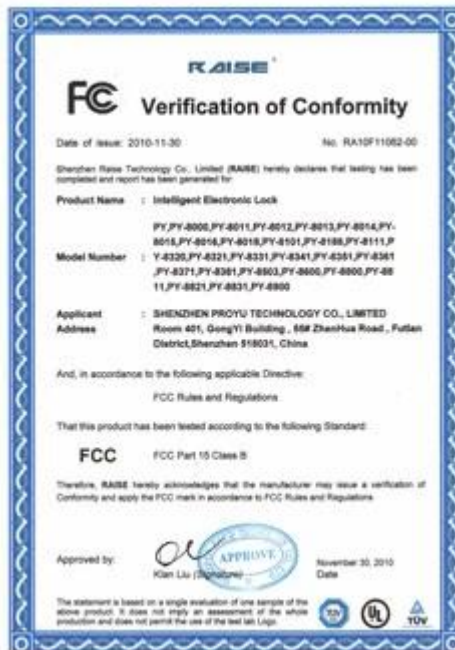 RAISE
FC
Verification of Conformity
Date of issue: 2010-11-30
No. RA10F11062-00
Shenzhen Raise Technology Co., Limited (RAISE) hereby declares that testing has been
completed and report has been generated for
Product Name : Intelligent Electronic Lock
PY,PY-8000,PY-8011,PY-8012,PY-8013,PY-8014,PY-
8015,PY-8016,PY-8018,PY-8101,PY-8188,PY-8111,P
Model Number : Y-8320,PY-8321,PY-8331,PY-8341,PY-8351,PY-8361
,PY-8371,PY-8381,PY-8503,PY-8600,PY-8800,PY-88
11,PY-8821,PY-8831,PY-8900
Applicant : SHENZHEN PROYU TECHNOLOGY CO., LIMITED
Address Room 401, GongYi Building , 88# ZhenHua Road , Futian
District,Shenzhen 518031, China
And, in accordance to the following applicable Directive:
FCC Rules and Regulations
That this product has been tested according to the following Standard:
FCC FCC Part 15 Class B
Therefore, RAISE hereby acknowledges that the manufacturer may issue a verification of
Conformity and apply the FCC mark in accordance to FCC Rules and Regulations
Approved by:
APPROVE
Kian Liu (Signature)
November 30, 2010
Date
The statement is based on a single evaluation of one sample of the
above product. It does not imply an assessment of the whole
production and does not permit the use of the test lab Logo.
TUV
UL
TÜV